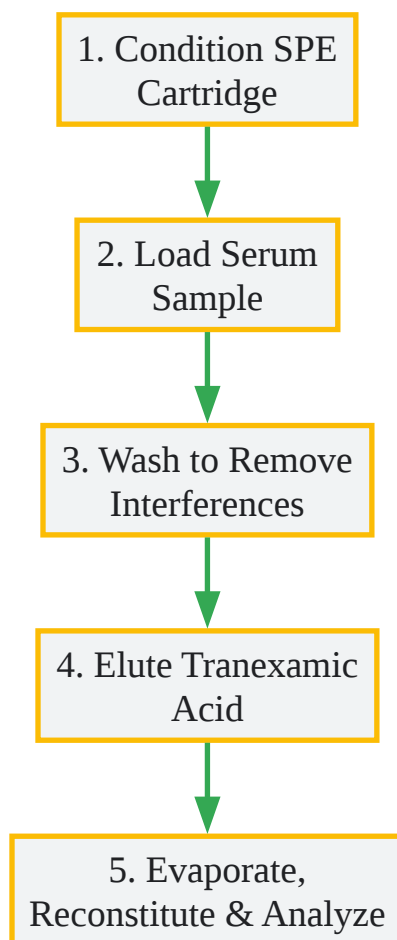 1. Condition SPE
Cartridge
2. Load Serum
Sample
3. Wash to Remove
Interferences
4. Elute Tranexamic
Acid
5. Evaporate,
Reconstitute & Analyze